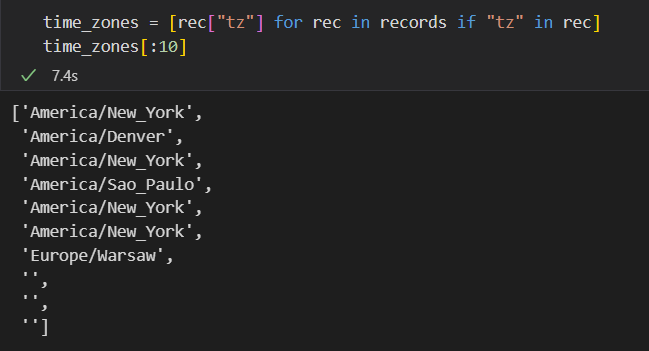 time_zones = [rec["tz"] for rec in records if "tz" in rec]
time_zones[:10]
7.4s
['America/New_York',
'America/Denver',
'America/New_York',
'America/Sao_Paulo',
'America/New_York',
'America/New_York',
'Europe/Warsaw',
'',
'',
'']